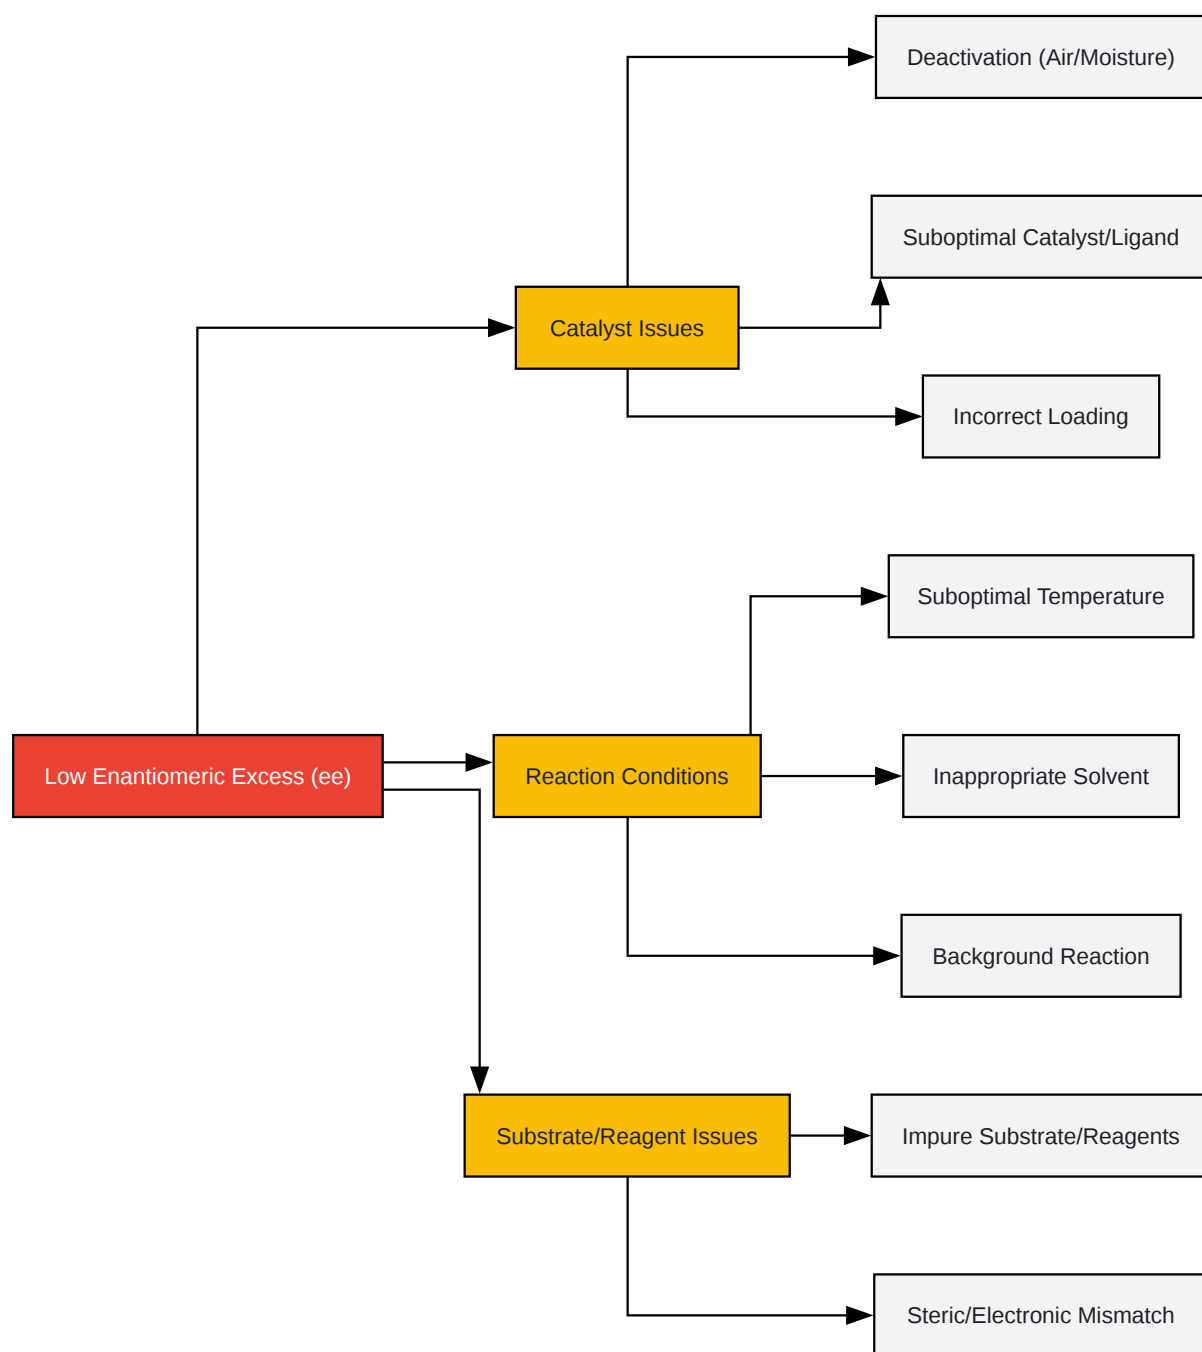 Deactivation (Air/Moisture)
Suboptimal Catalyst/Ligand
Catalyst Issues
Incorrect Loading
Suboptimal Temperature
Low Enantiomeric Excess (ee)
Reaction Conditions
Inappropriate Solvent
Background Reaction
Substrate/Reagent Issues
Impure Substrate/Reagents
Steric/Electronic Mismatch